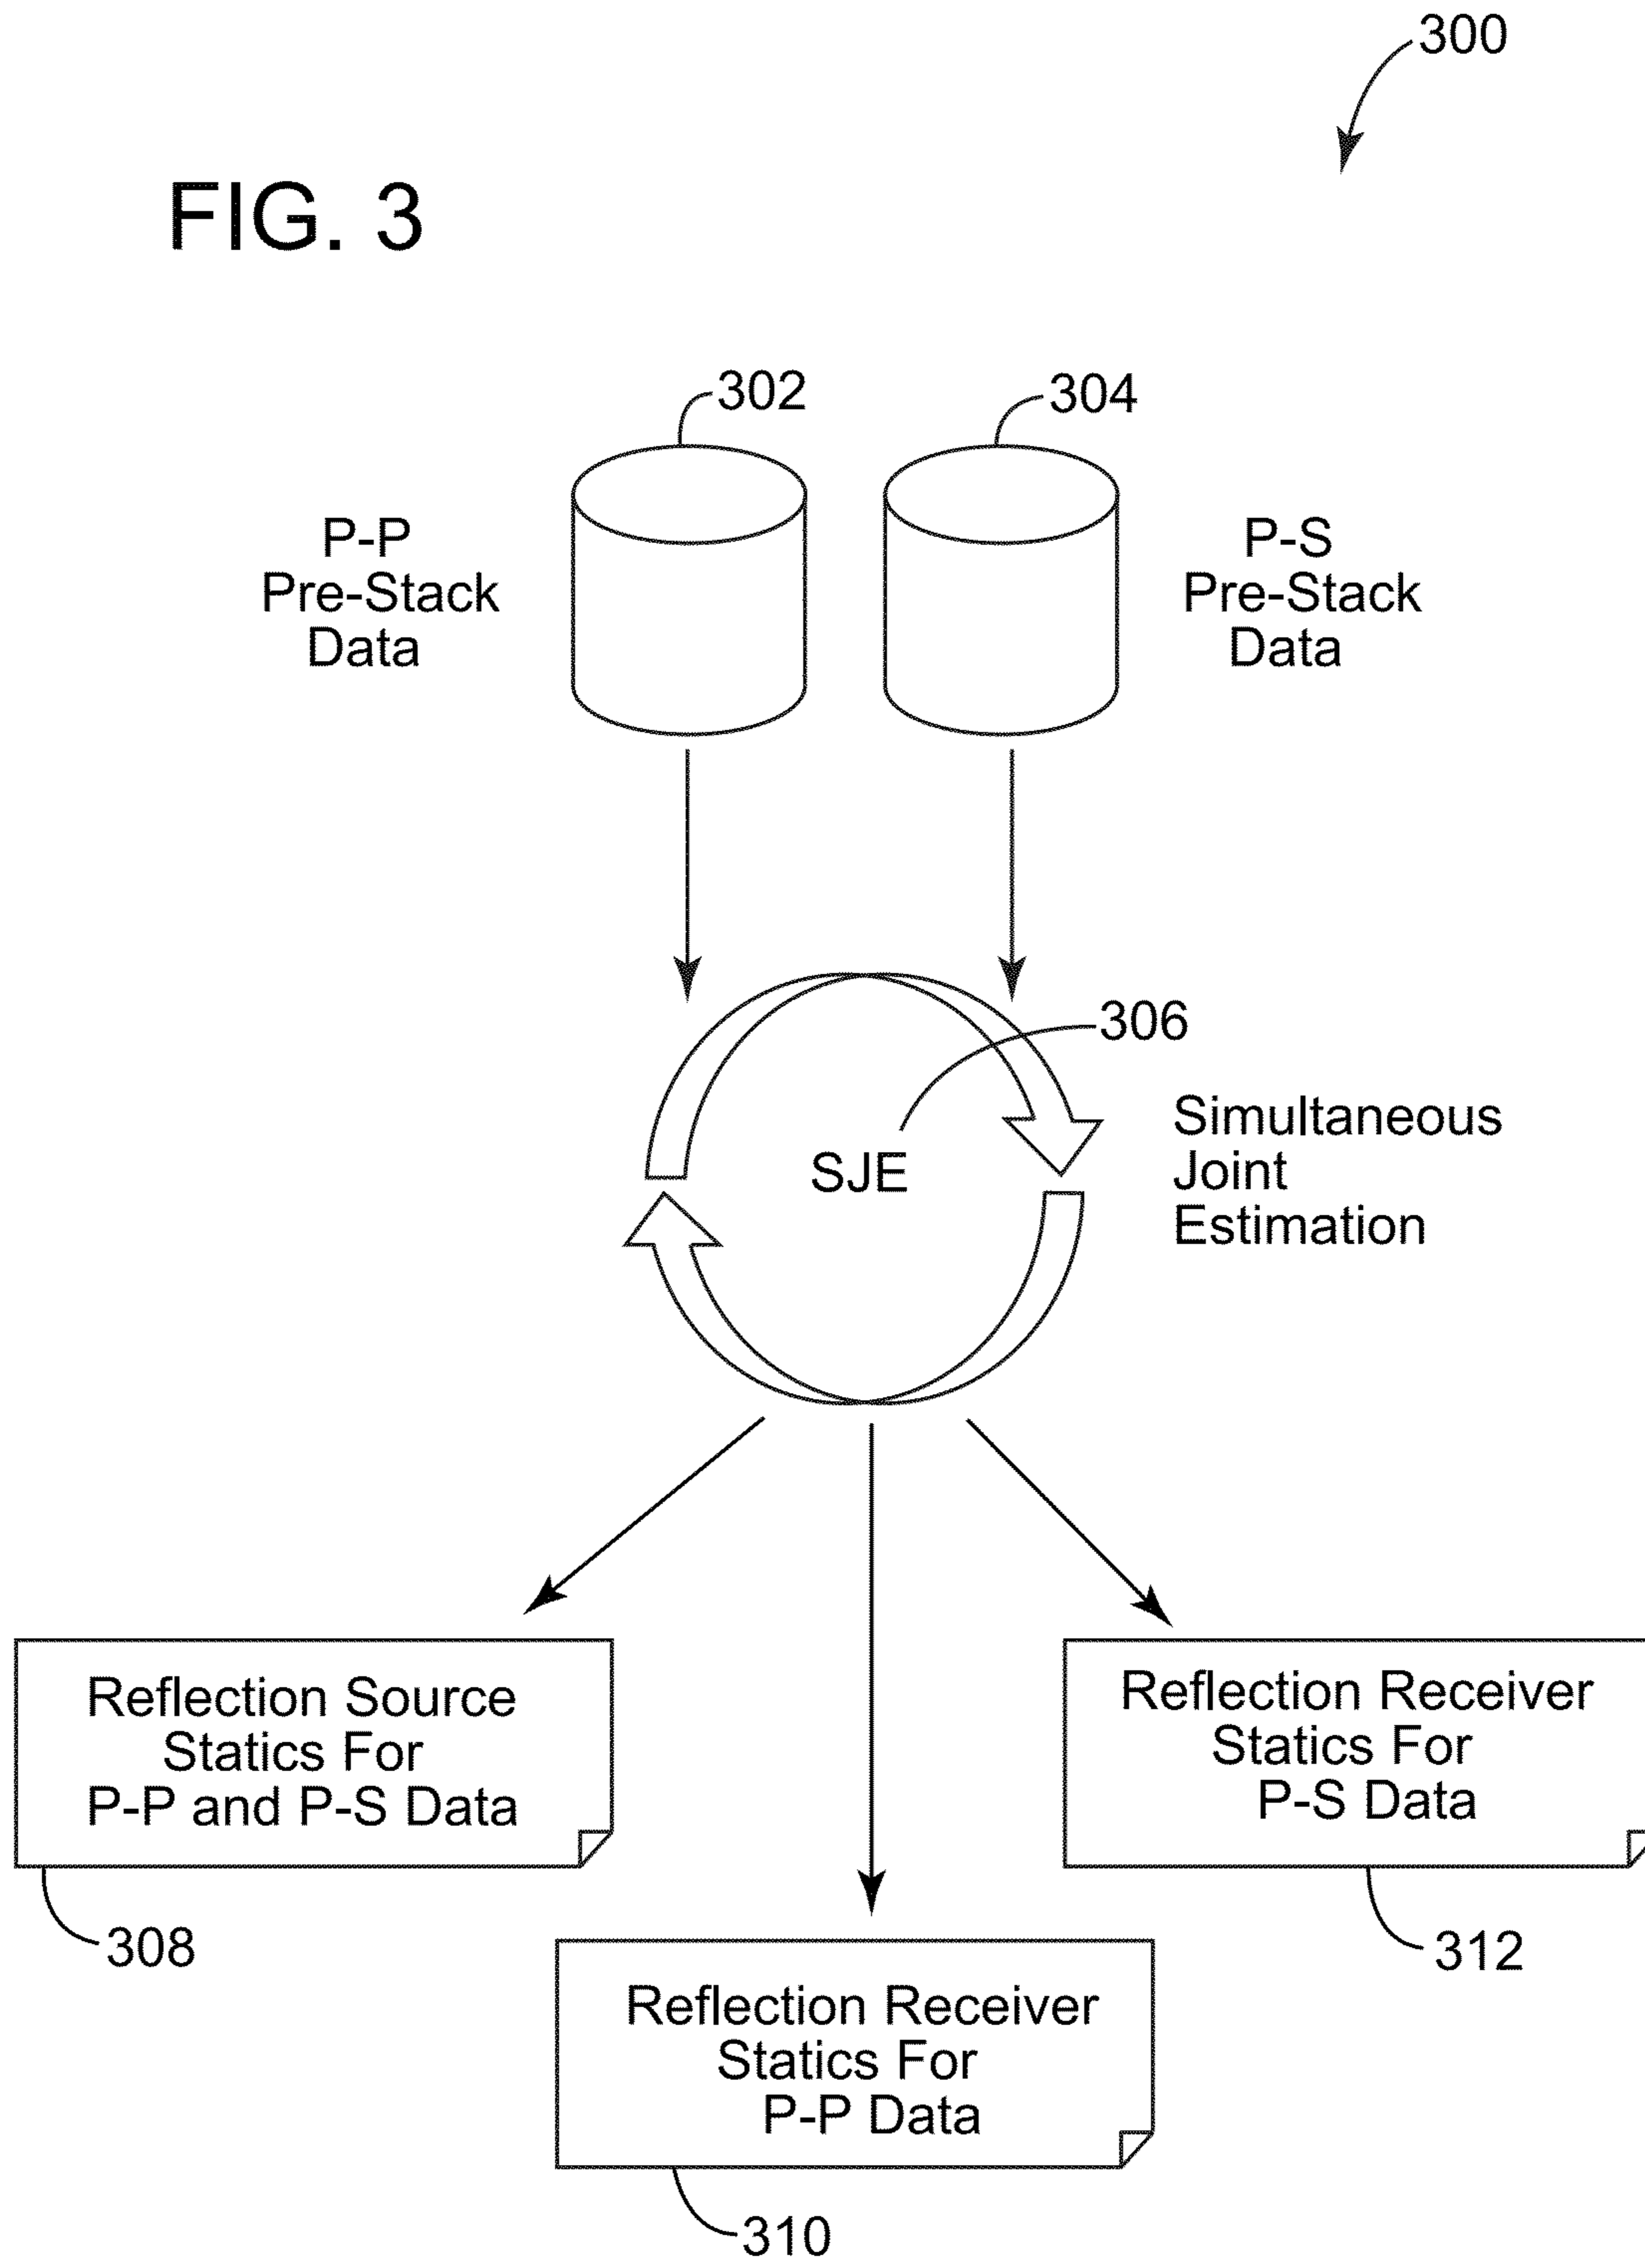 300
FIG. 3
302
304
P-P
Pre-Stack
Data
P-S
Pre-Stack
Data
306
SJE
Simultaneous
Joint
Estimation
Reflection Source
Statics For
P-P and P-S Data
308
Reflection Receiver
Statics For
P-S Data
312
Reflection Receiver
Statics For
P-P Data
310